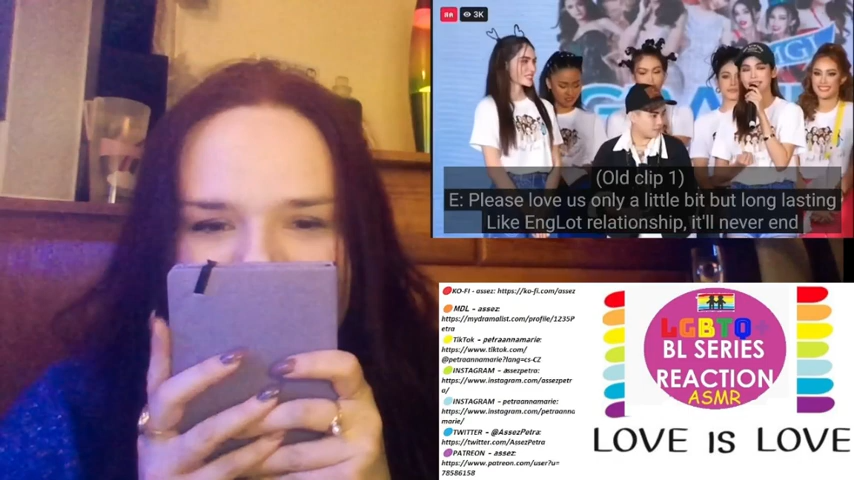 3K
(Old clip 1)
E: Please love us only a little bit but long lasting
Like EngLot relationship, it'll never end
KO-FI - assez: https://ko-fi.com/assez
MDL – assez:
https://mydramalist.com/profile/1235P
etra
TikTok – petraannamarie:
https://www.tiktok.com/
@petraannamarie?lang=cs-CZ
INSTAGRAM – assezpetra:
https://www.instagram.com/assezpetr
a/
INSTAGRAM – petraannamarie:
https://www.instagram.com/petraanna
marie/
TWITTER – @AssezPetra:
https://twitter.com/AssezPetra
PATREON – assez:
https://www.patreon.com/user?u=
78586158
LGBTQ+
BL SERIES
REACTION
ASMR
LOVE IS LOVE